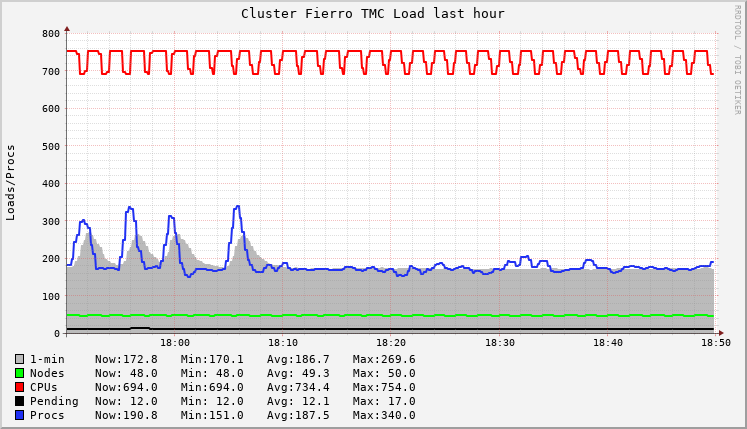 Cluster Fierro TMC Load last hour
RRDTOOL / TOBI OETIKER
Loads/Procs
800
700
600
500
400
300
200
100
0
18:00 18:10 18:20 18:30 18:40 18:50
1-min Now:172.8 Min:170.1 Avg:186.7 Max:269.6
Nodes Now: 48.0 Min: 48.0 Avg: 49.3 Max: 50.0
CPUs Now:694.0 Min:694.0 Avg:734.4 Max:754.0
Pending Now: 12.0 Min: 12.0 Avg: 12.1 Max: 17.0
Procs Now:190.8 Min:151.0 Avg:187.5 Max:340.0